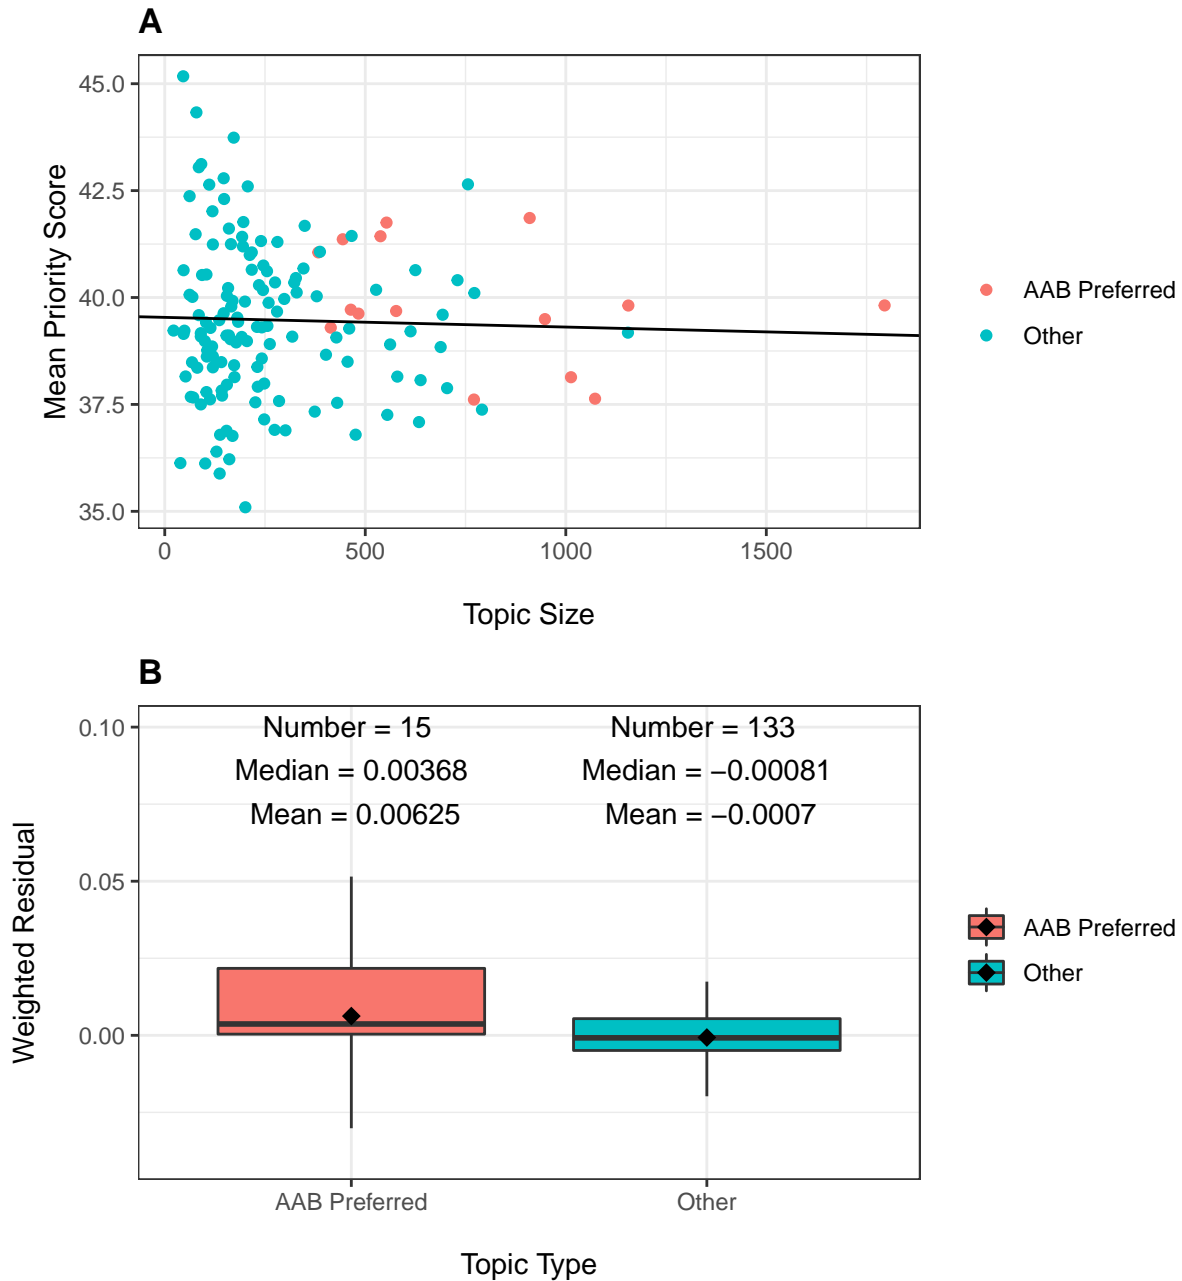 A
45.0
42.5
40.0
37.5
35.0
Mean Priority Score
0 500 1000 1500
Topic Size
AAB Preferred
Other
B
0.10
0.05
0.00
Weighted Residual
Number = 15
Median = 0.00368
Mean = 0.00625
Number = 133
Median = −0.00081
Mean = −0.0007
AAB Preferred Other
Topic Type
AAB Preferred
Other